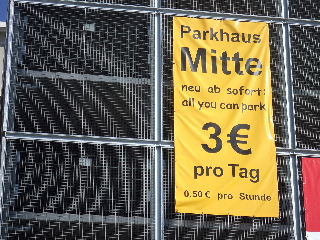 Parkhaus
Mitte
neu ab sofort:
all you can park
3€
pro Tag
0.50€ pro Stunde